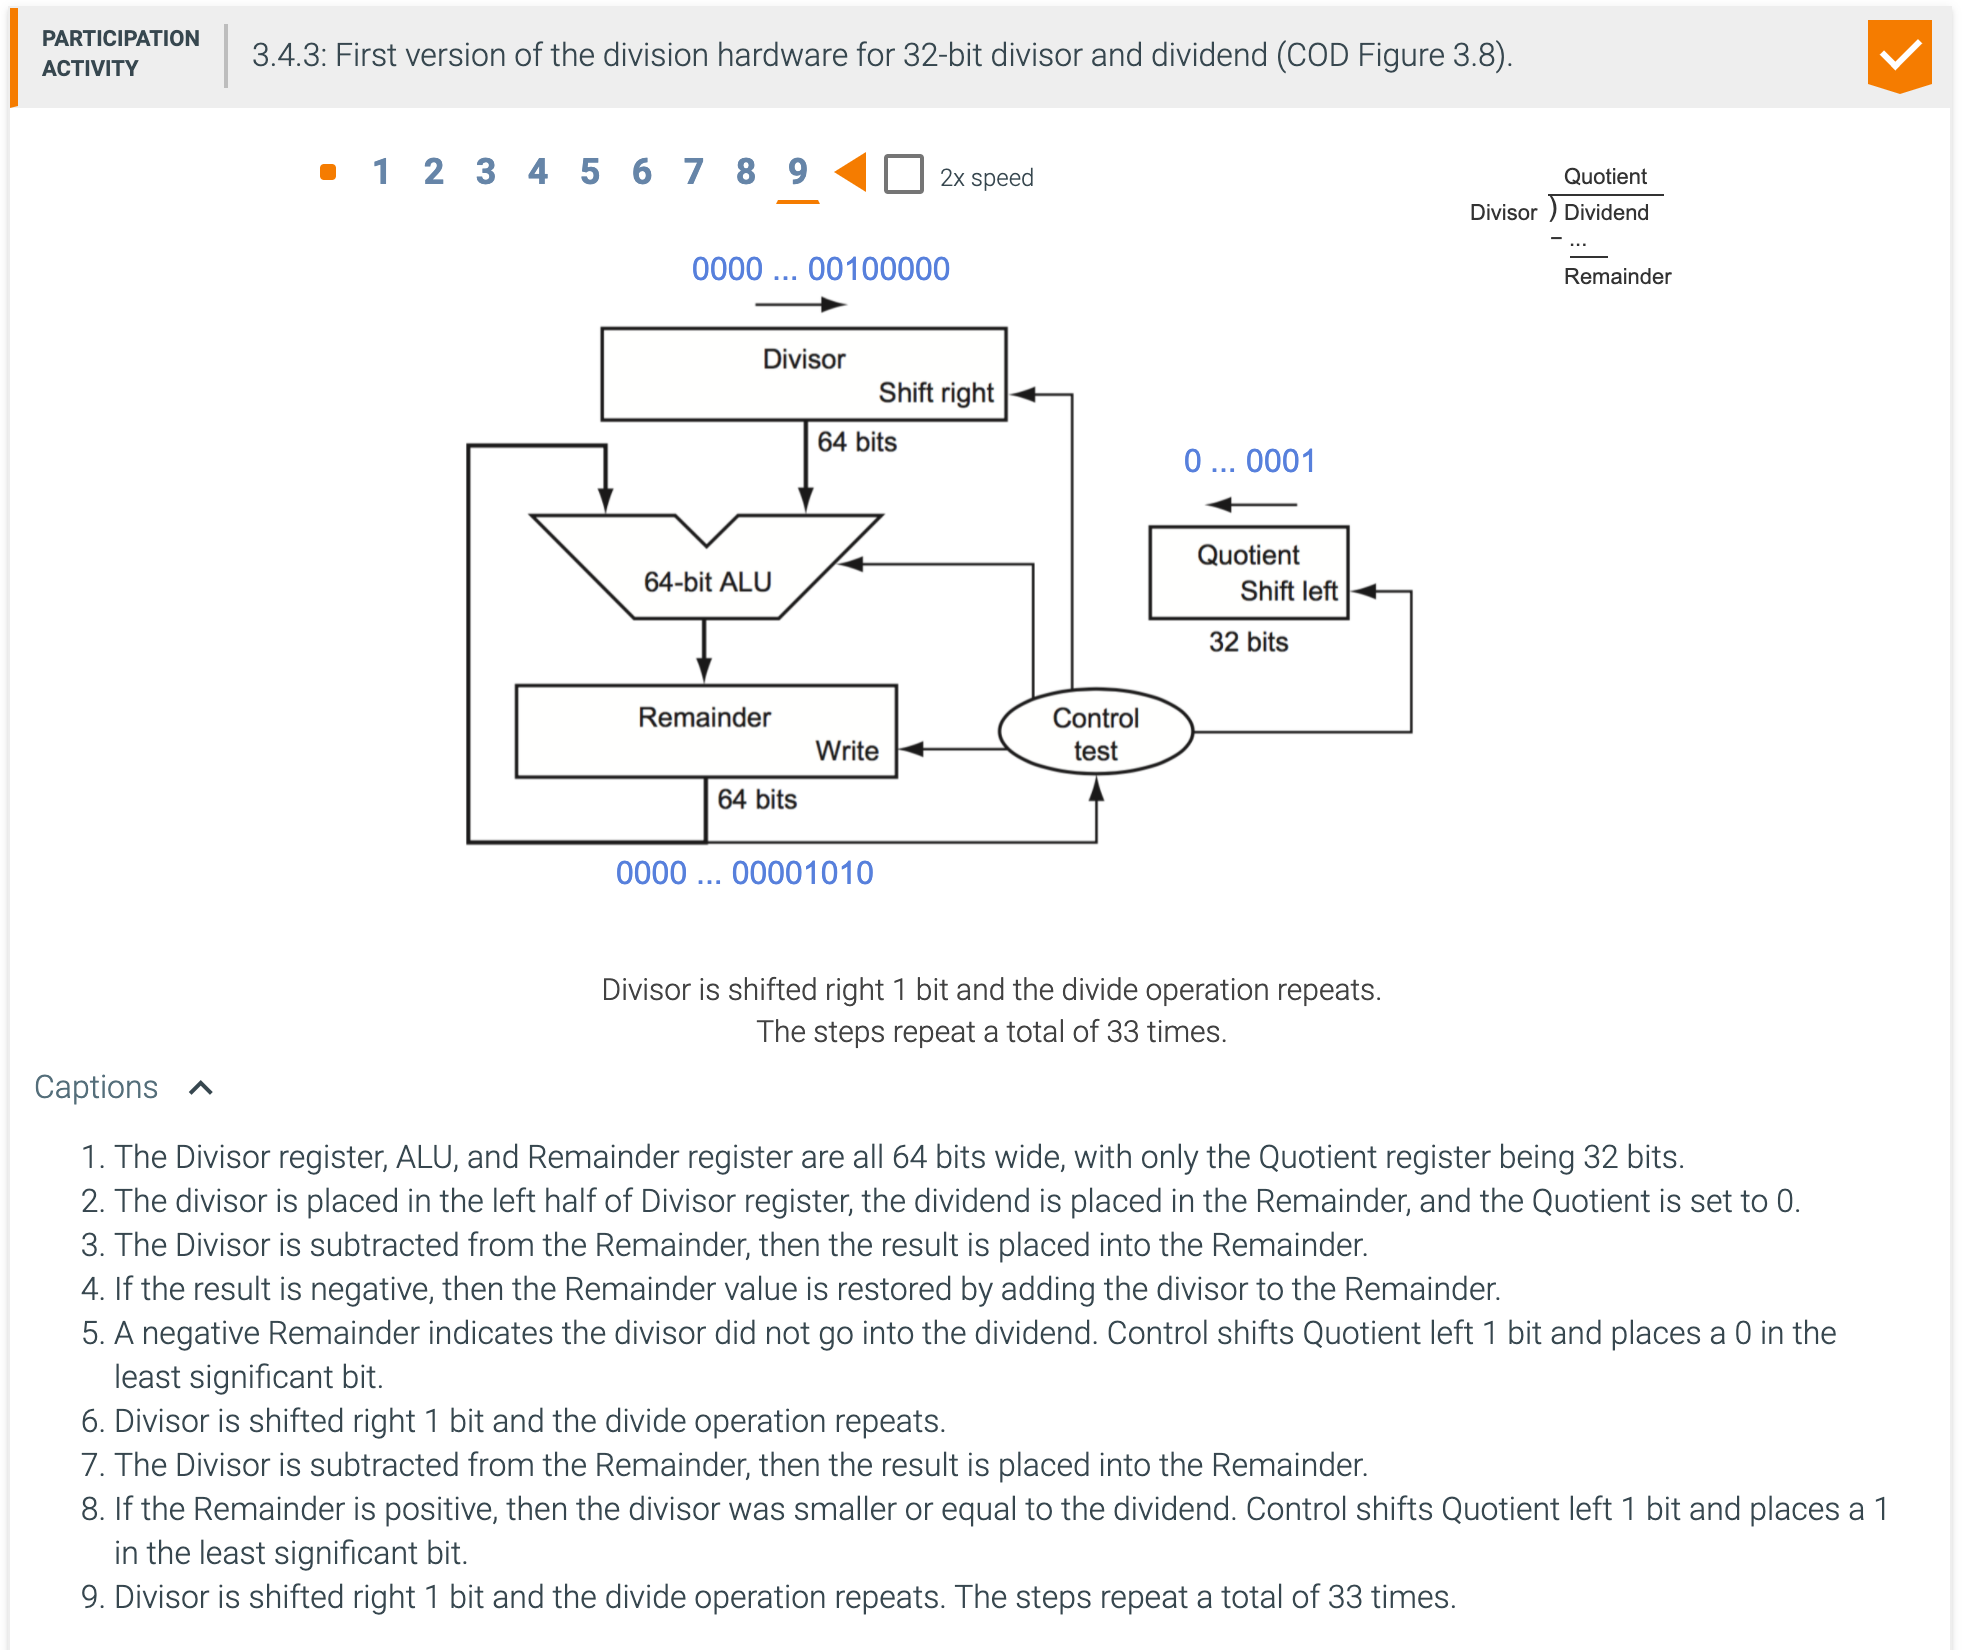 PARTICIPATION
ACTIVITY
3.4.3: First version of the division hardware for 32-bit divisor and dividend (COD Figure 3.8).
1 2 3 4 5 6 7 8 9 2x speed
Quotient
Divisor ) Dividend
− ...
Remainder
0000 ... 00100000
Divisor
Shift right
64 bits
0 ... 0001
Quotient
Shift left
32 bits
64-bit ALU
Remainder
Write
Control
test
64 bits
0000 ... 00001010
Divisor is shifted right 1 bit and the divide operation repeats.
The steps repeat a total of 33 times.
Captions
1. The Divisor register, ALU, and Remainder register are all 64 bits wide, with only the Quotient register being 32 bits.
2. The divisor is placed in the left half of Divisor register, the dividend is placed in the Remainder, and the Quotient is set to 0.
3. The Divisor is subtracted from the Remainder, then the result is placed into the Remainder.
4. If the result is negative, then the Remainder value is restored by adding the divisor to the Remainder.
5. A negative Remainder indicates the divisor did not go into the dividend. Control shifts Quotient left 1 bit and places a 0 in the
least significant bit.
6. Divisor is shifted right 1 bit and the divide operation repeats.
7. The Divisor is subtracted from the Remainder, then the result is placed into the Remainder.
8. If the Remainder is positive, then the divisor was smaller or equal to the dividend. Control shifts Quotient left 1 bit and places a 1
in the least significant bit.
9. Divisor is shifted right 1 bit and the divide operation repeats. The steps repeat a total of 33 times.